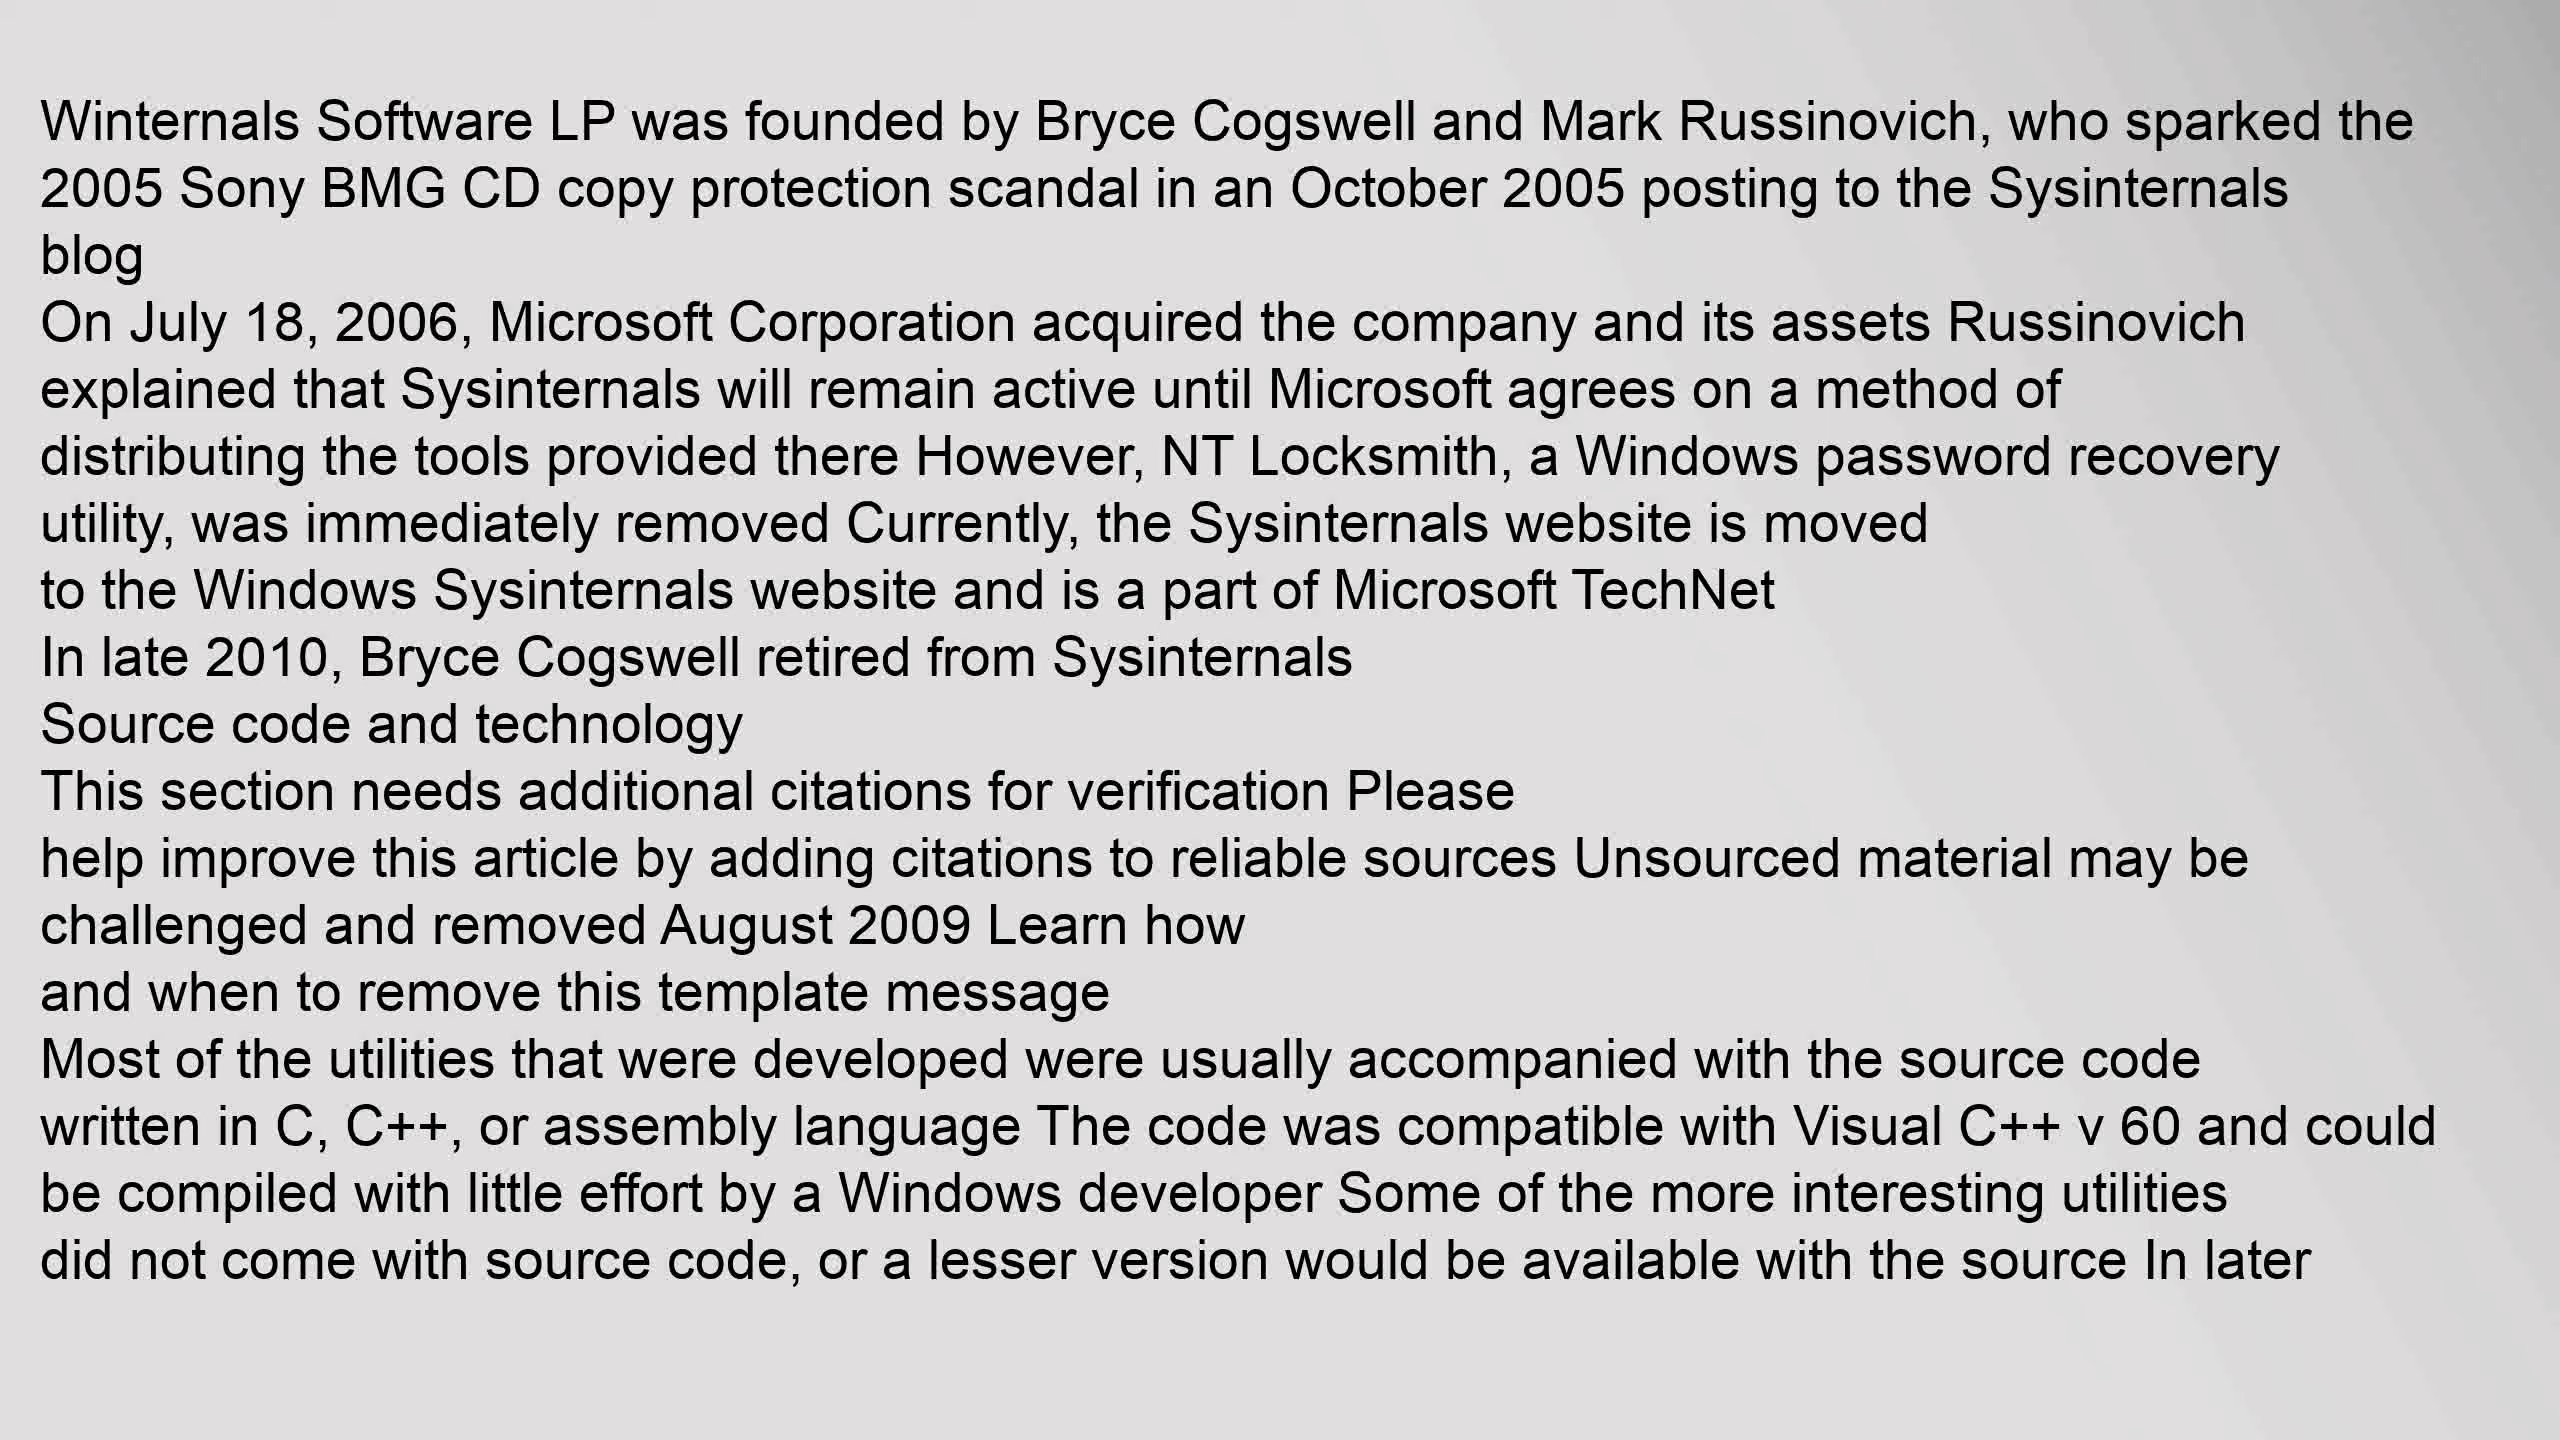 Winternals Software LP was founded by Bryce Cogswell and Mark Russinovich, who sparked the
2005 Sony BMG CD copy protection scandal in an October 2005 posting to the Sysinternals
blog
On July 18, 2006, Microsoft Corporation acquired the company and its assets Russinovich
explained that Sysinternals will remain active until Microsoft agrees on a method of
distributing the tools provided there However, NT Locksmith, a Windows password recovery
utility, was immediately removed Currently, the Sysinternals website is moved
to the Windows Sysinternals website and is a part of Microsoft TechNet
In late 2010, Bryce Cogswell retired from Sysinternals
Source code and technology
This section needs additional citations for verification Please
help improve this article by adding citations to reliable sources Unsourced material may be
challenged and removed August 2009 Learn how
and when to remove this template message
Most of the utilities that were developed were usually accompanied with the source code
written in C, C++, or assembly language The code was compatible with Visual C++ v 60 and could
be compiled with little effort by a Windows developer Some of the more interesting utilities
did not come with source code, or a lesser version would be available with the source In later